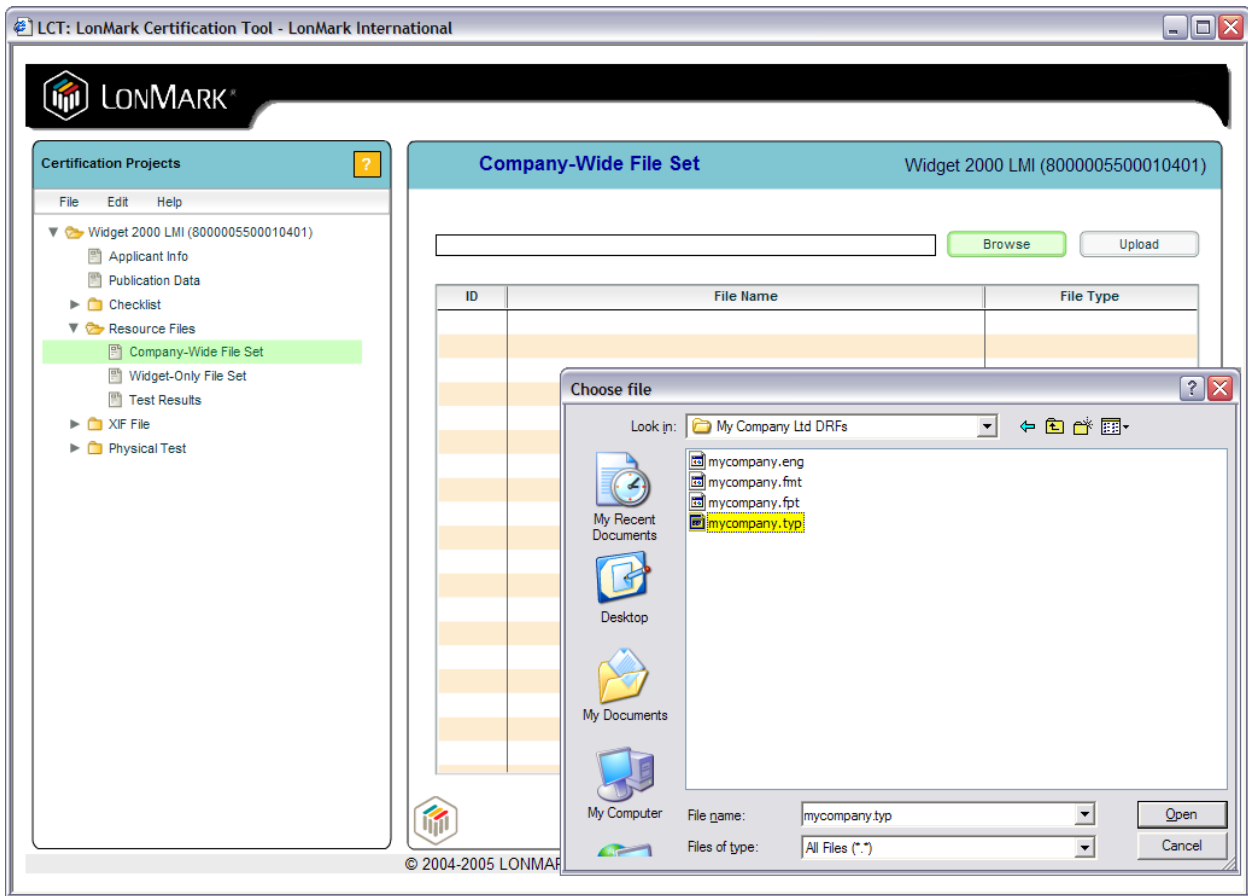 LCT: LonMark Certification Tool - LonMark International
LONMARK®
Certification Projects
?
File Edit Help
Widget 2000 LMI (8000005500010401)
Applicant Info
Publication Data
Checklist
Resource Files
Company-Wide File Set
Widget-Only File Set
Test Results
XIF File
Physical Test
Company-Wide File Set
Widget 2000 LMI (8000005500010401)
Browse
Upload
ID File Name File Type
Choose file
?
Look in:
My Company Ltd DRFs
mycompany.eng
mycompany.fmt
mycompany.fpt
mycompany.typ
My Recent
Documents
Desktop
My Documents
My Computer
File name:
mycompany.typ
Open
Files of type:
All Files (*.*)
Cancel
© 2004-2005 LONMAR